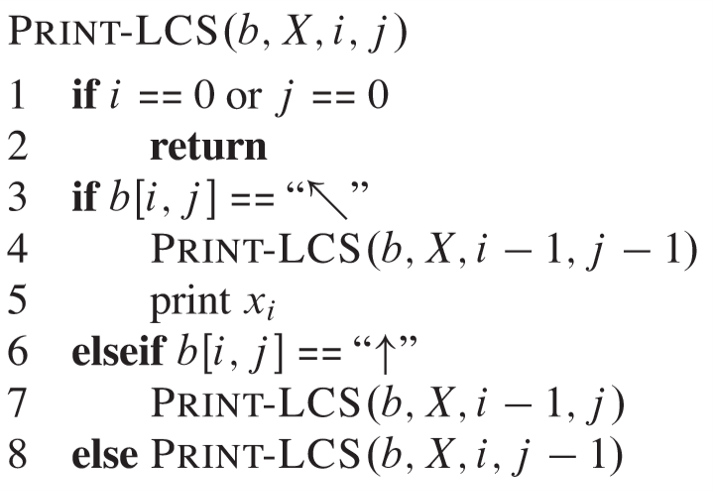 PRINT-LCS(b, X, i, j)
1 if i == 0 or j == 0
2 return
3 if b[i, j] == “↖”
4 PRINT-LCS(b, X, i − 1, j − 1)
5 print xᵢ
6 elseif b[i, j] == “↑”
7 PRINT-LCS(b, X, i − 1, j)
8 else PRINT-LCS(b, X, i, j − 1)